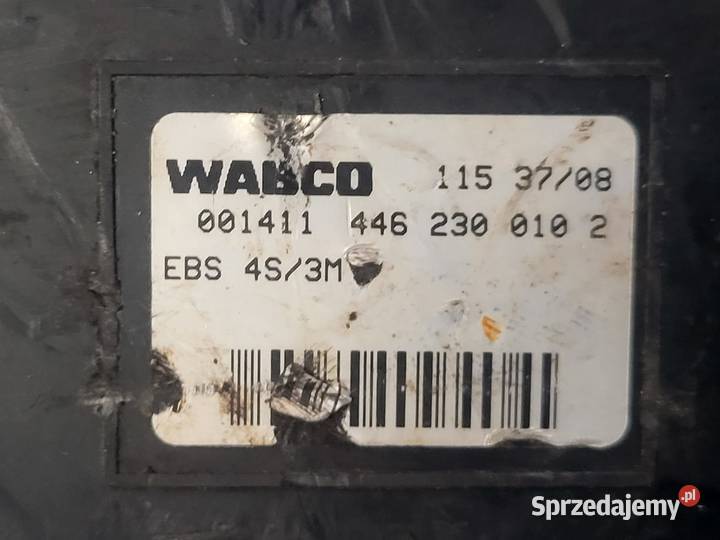 WABCO 115 37/08
001411 446 230 010 2
EBS 4S/3M
Sprzedajemy.pl